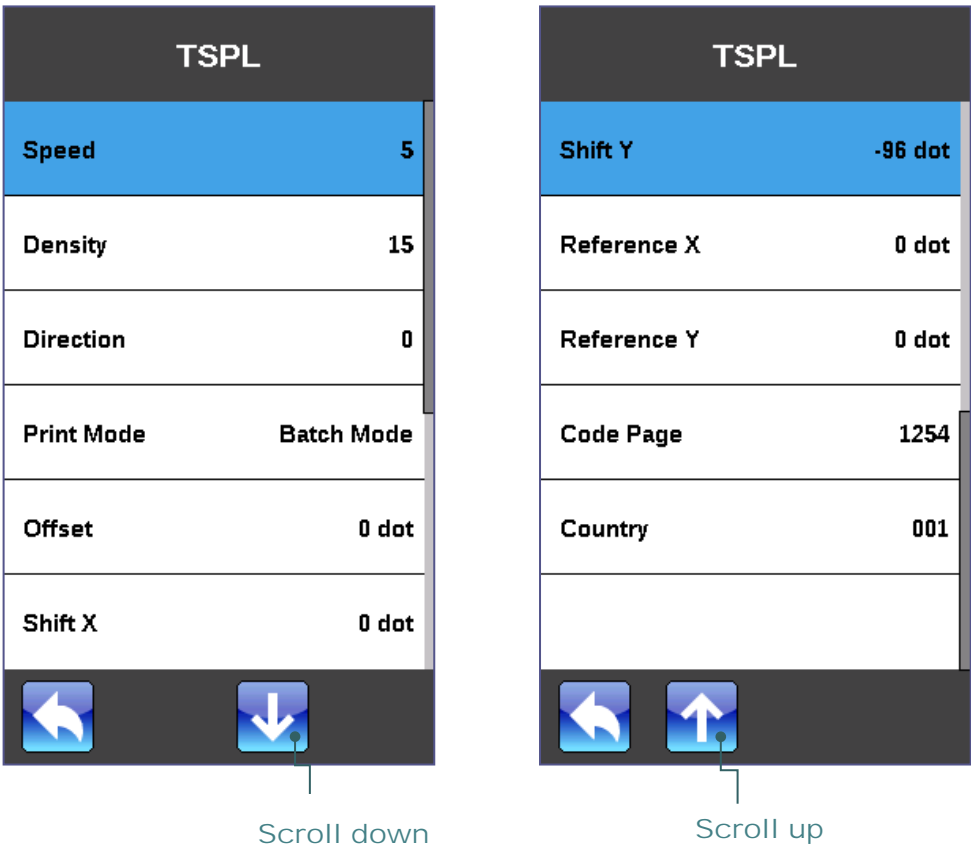 TSPL
Speed 5
Density 15
Direction 0
Print Mode Batch Mode
Offset 0 dot
Shift X 0 dot
Scroll down
TSPL
Shift Y -96 dot
Reference X 0 dot
Reference Y 0 dot
Code Page 1254
Country 001
Scroll up